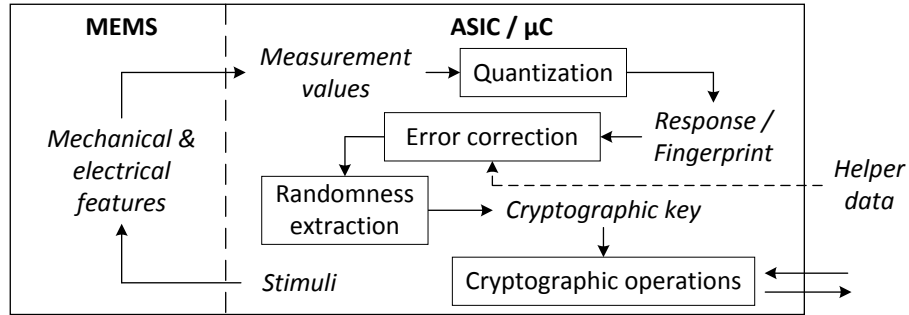 MEMS
ASIC / µC
Measurement
values
Quantization
Mechanical &
electrical
features
Error correction
Response /
Fingerprint
Helper
data
Randomness
extraction
Cryptographic key
Stimuli
Cryptographic operations